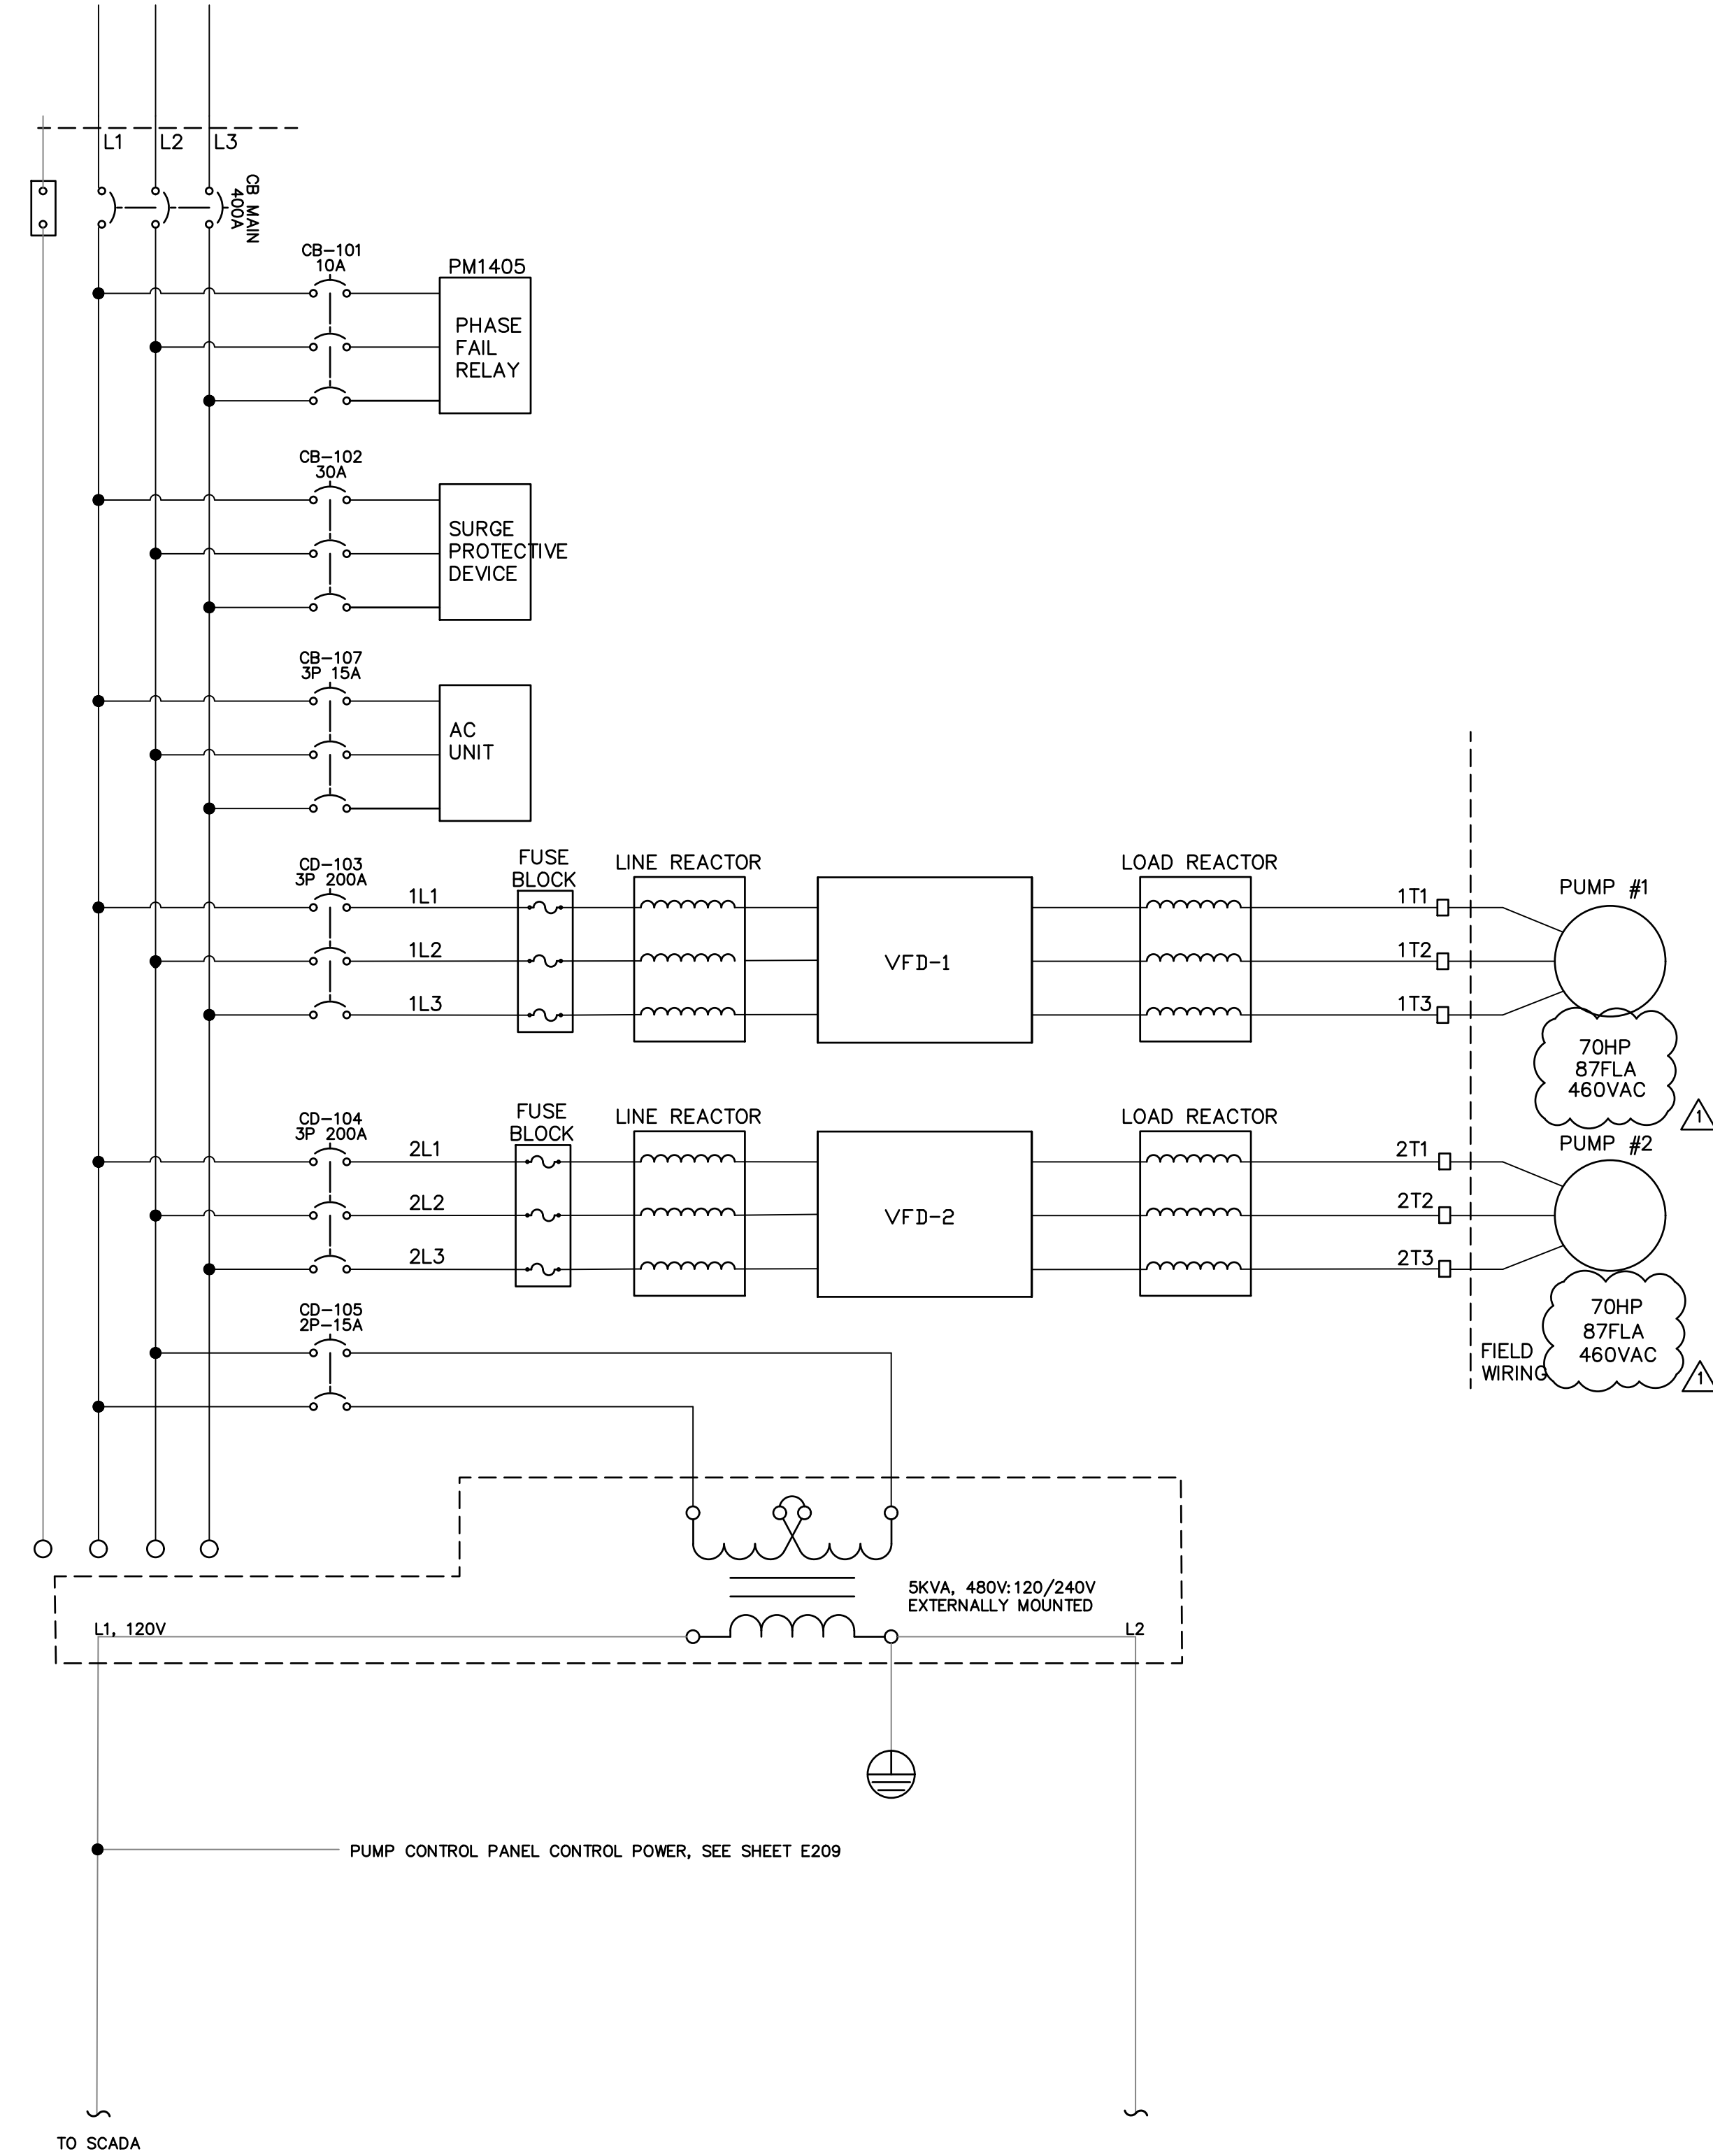 L1 L2 L3
CB MAIN
400A
CB-101
10A
PM1405
PHASE
FAIL
RELAY
CB-102
30A
SURGE
PROTECTIVE
DEVICE
CB-107
3P 15A
AC
UNIT
CD-103
3P 200A
1L1
1L2
1L3
FUSE
BLOCK
LINE REACTOR
VFD-1
LOAD REACTOR
1T1
1T2
1T3
PUMP #1
70HP
87FLA
460VAC
1
CD-104
3P 200A
2L1
2L2
2L3
FUSE
BLOCK
LINE REACTOR
VFD-2
LOAD REACTOR
2T1
2T2
2T3
PUMP #2
70HP
87FLA
460VAC
1
FIELD
WIRING
CD-105
2P-15A
5KVA, 480V:120/240V
EXTERNALLY MOUNTED
L1, 120V
L2
PUMP CONTROL PANEL CONTROL POWER, SEE SHEET E209
TO SCADA